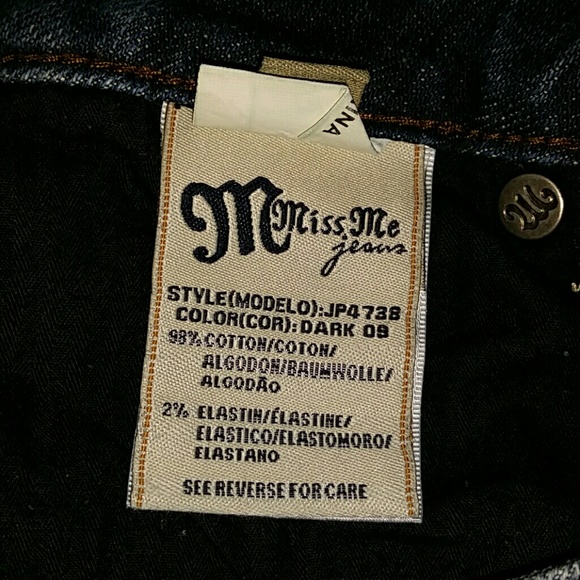 INA
M Miss Me
jeans
M
STYLE(MODELO):JP4738
COLOR(COR):DARK 09
98% COTTON/COTON/
ALGODON/BAUMWOLLE/
ALGODÃO
2% ELASTIN/ÉLASTINE/
ELASTICO/ELASTOMORO/
ELASTANO
SEE REVERSE FOR CARE